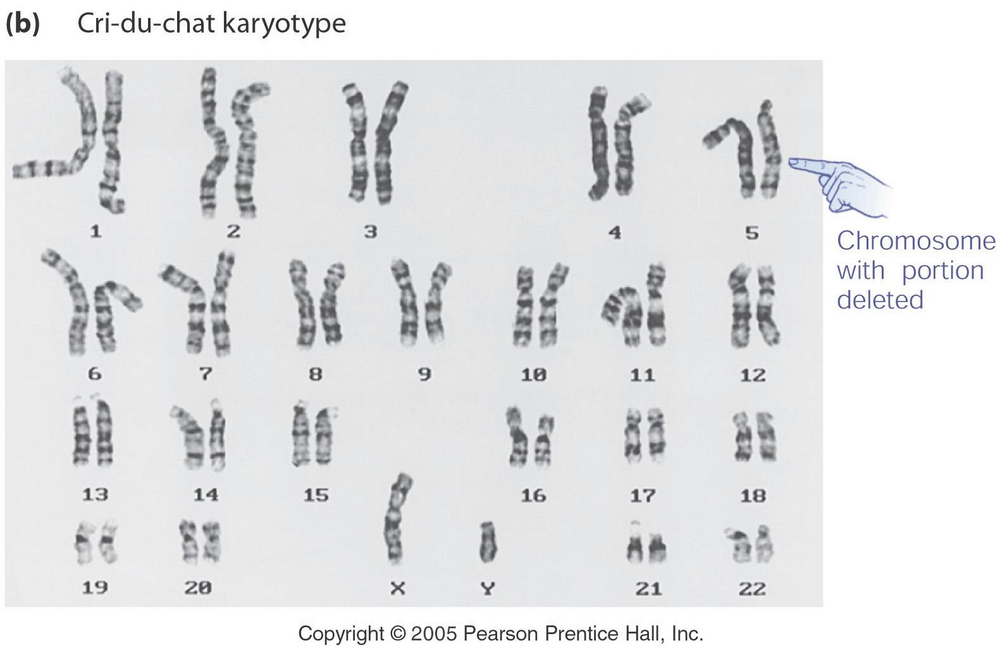 (b) Cri-du-chat karyotype
1 2 3 4 5
Chromosome
with portion
deleted
6 7 8 9 10 11 12
13 14 15 16 17 18
19 20 X Y 21 22
Copyright © 2005 Pearson Prentice Hall, Inc.